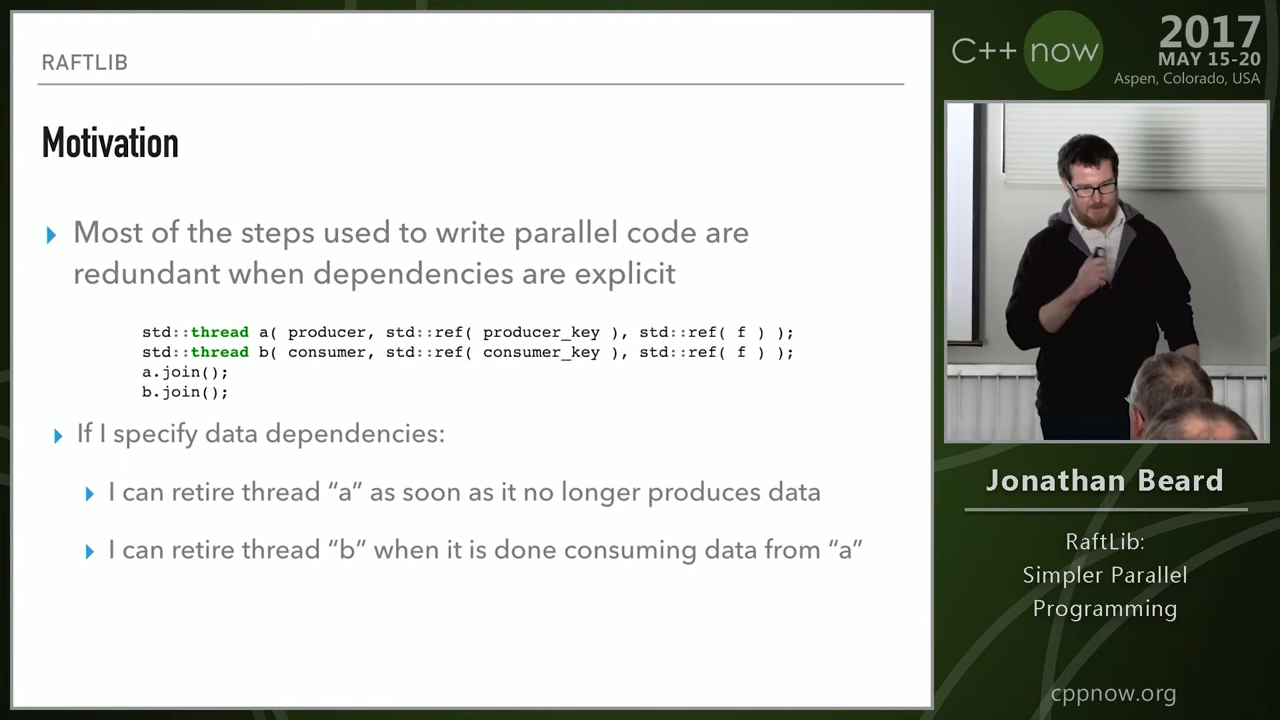 RAFTLIB
Motivation
Most of the steps used to write parallel code are
redundant when dependencies are explicit
std::thread a( producer, std::ref( producer_key ), std::ref( f ) );
std::thread b( consumer, std::ref( consumer_key ), std::ref( f ) );
a.join();
b.join();
If I specify data dependencies:
I can retire thread “a” as soon as it no longer produces data
I can retire thread “b” when it is done consuming data from “a”
C++ now
2017
MAY 15-20
Aspen, Colorado, USA
Jonathan Beard
RaftLib:
Simpler Parallel
Programming
cppnow.org